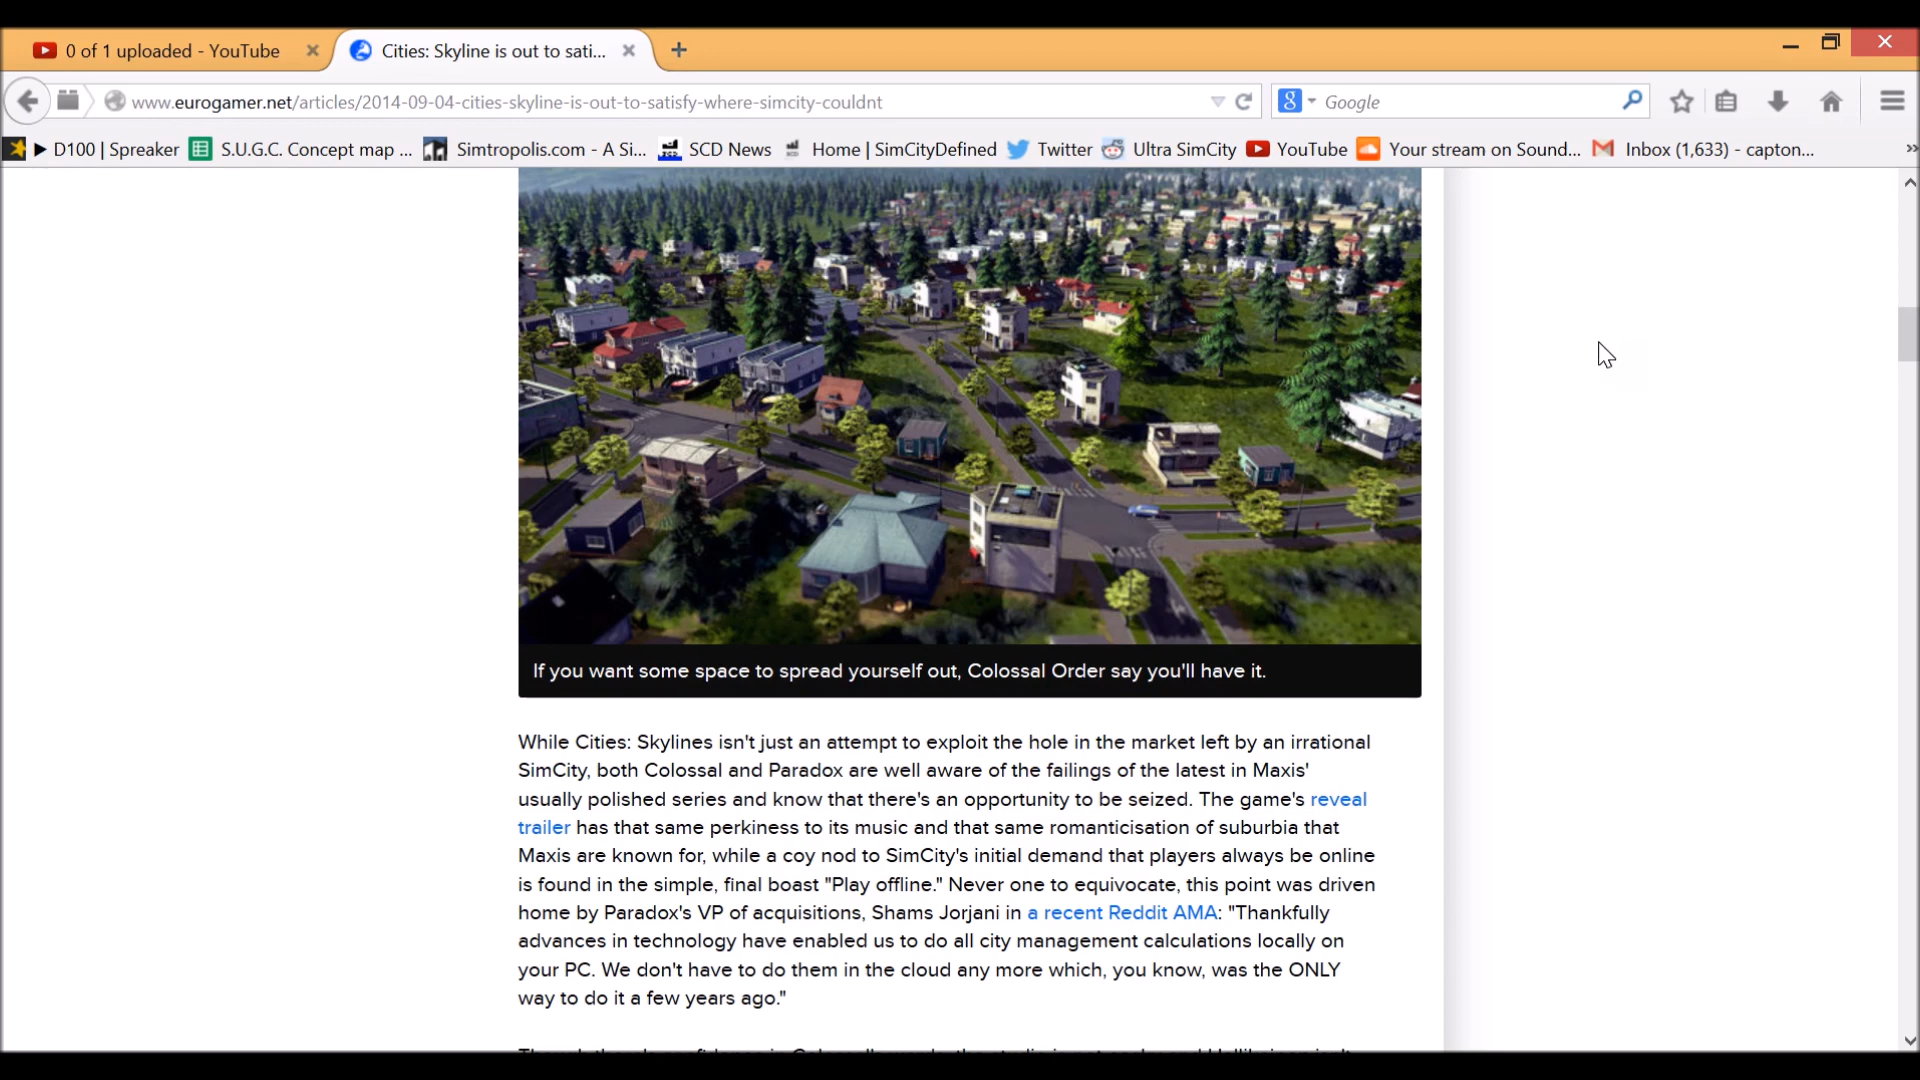 0 of 1 uploaded - YouTube
Cities: Skyline is out to sati...
www.eurogamer.net/articles/2014-09-04-cities-skyline-is-out-to-satisfy-where-simcity-couldnt
Google
D100 | Spreaker
S.U.G.C. Concept map ...
Simtropolis.com - A Si...
SCD News
Home | SimCityDefined
Twitter
Ultra SimCity
YouTube
Your stream on Sound...
Inbox (1,633) - capton...
If you want some space to spread yourself out, Colossal Order say you'll have it.
While Cities: Skylines isn't just an attempt to exploit the hole in the market left by an irrational
SimCity, both Colossal and Paradox are well aware of the failings of the latest in Maxis'
usually polished series and know that there's an opportunity to be seized. The game's reveal
trailer has that same perkiness to its music and that same romanticisation of suburbia that
Maxis are known for, while a coy nod to SimCity's initial demand that players always be online
is found in the simple, final boast "Play offline." Never one to equivocate, this point was driven
home by Paradox's VP of acquisitions, Shams Jorjani in a recent Reddit AMA: "Thankfully
advances in technology have enabled us to do all city management calculations locally on
your PC. We don't have to do them in the cloud any more which, you know, was the ONLY
way to do it a few years ago."